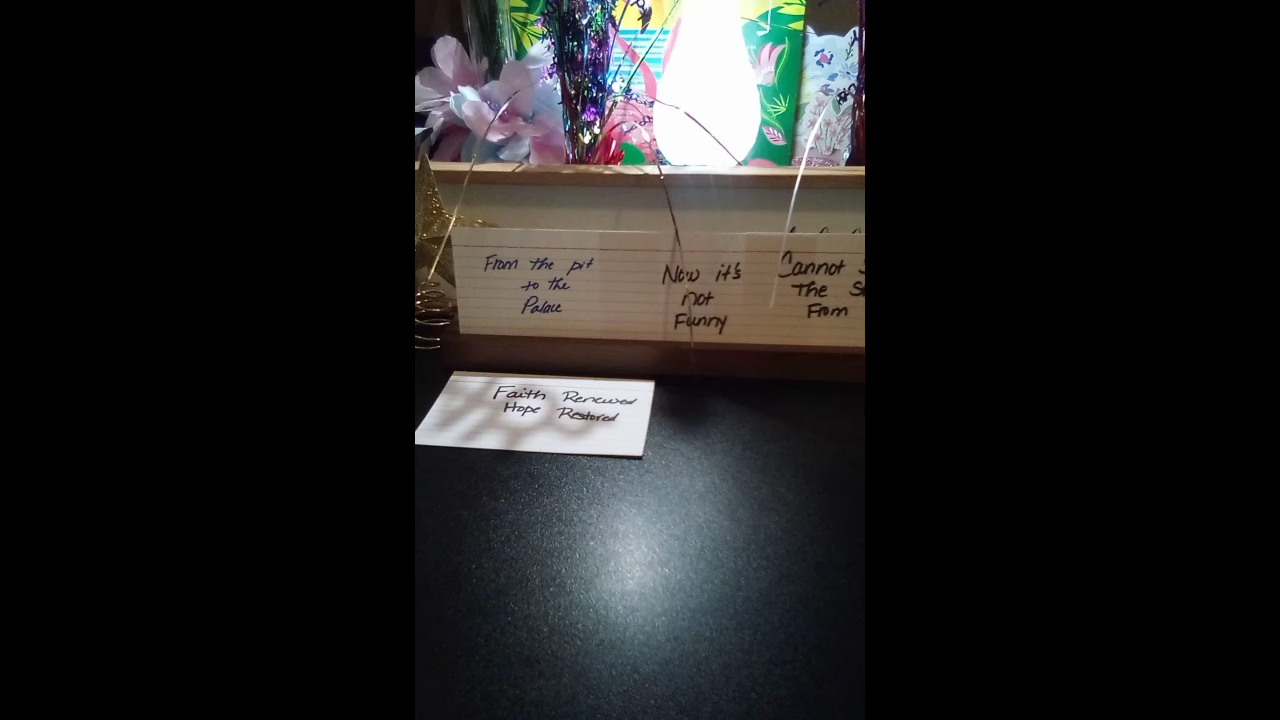 From the pit
to the
Palace
Now it's
not
Funny
Cannot
The
From
Faith Renewed
Hope Restored